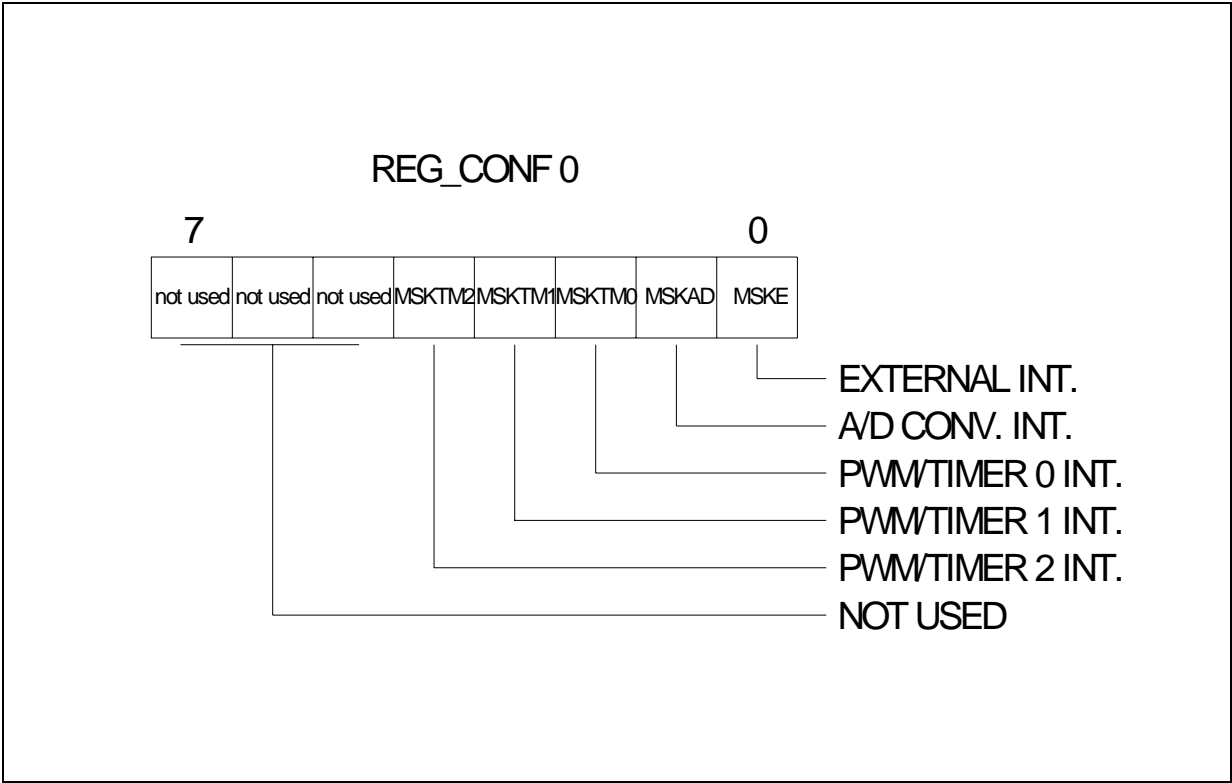 REG_CONF 0
7 0
not used not used not used MSKTM2 MSKTM1 MSKTM0 MSKAD MSKE
EXTERNAL INT.
A/D CONV. INT.
PWM/TIMER 0 INT.
PWM/TIMER 1 INT.
PWM/TIMER 2 INT.
NOT USED